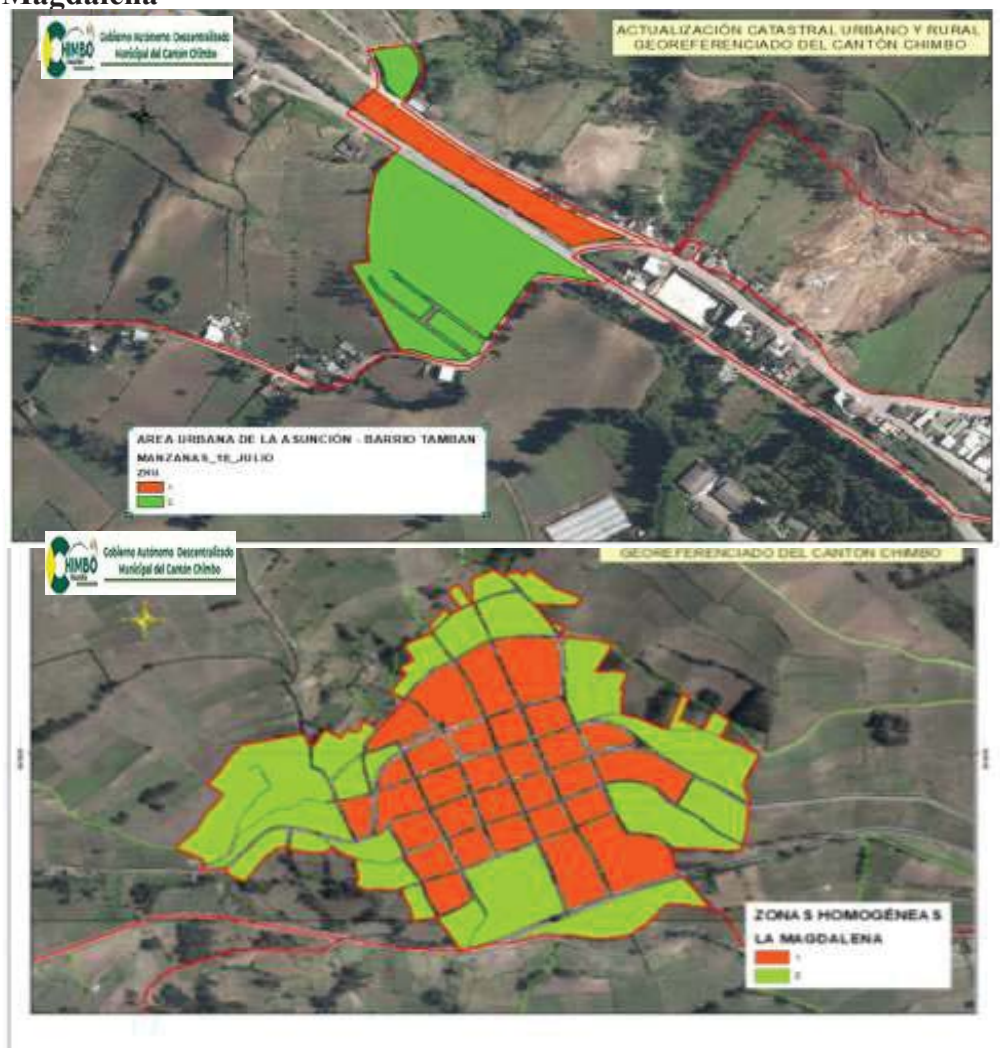 Magdalena
CHIMBO
Gobierno Autónomo Descentralizado
Municipal del Cantón Chimbo
ACTUALIZACIÓN CATASTRAL URBANO Y RURAL
GEOREFERENCIADO DEL CANTÓN CHIMBO
AREA URBANA DE LA ASUNCIÓN - BARRIO TAMBAN
MANZANAS_18_JULIO
ZHU
1
2
CHIMBO
Gobierno Autónomo Descentralizado
Municipal del Cantón Chimbo
GEOREFERENCIADO DEL CANTÓN CHIMBO
ZONAS HOMOGÉNEAS
LA MAGDALENA
1
2